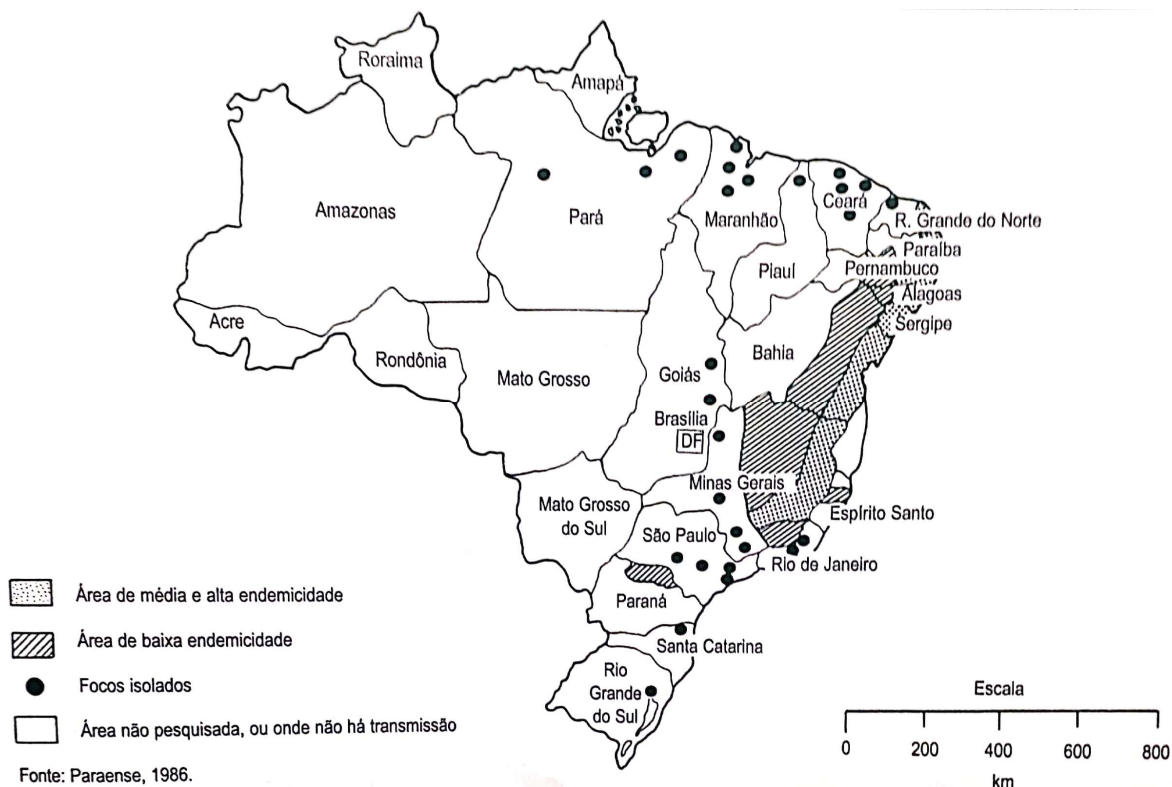 Roraima
Amapá
Amazonas
Pará
Maranhão
Ceará
R. Grande do Norte
Paraíba
Piauí
Pernambuco
Alagoas
Sergipe
Acre
Rondônia
Mato Grosso
Goiás
Bahia
Brasília
DF
Minas Gerais
Mato Grosso
do Sul
São Paulo
Espírito Santo
Rio de Janeiro
Paraná
Santa Catarina
Rio
Grande
do Sul
Área de média e alta endemicidade
Área de baixa endemicidade
Focos isolados
Área não pesquisada, ou onde não há transmissão
Fonte: Paraense, 1986.
Escala
0 200 400 600 800
km